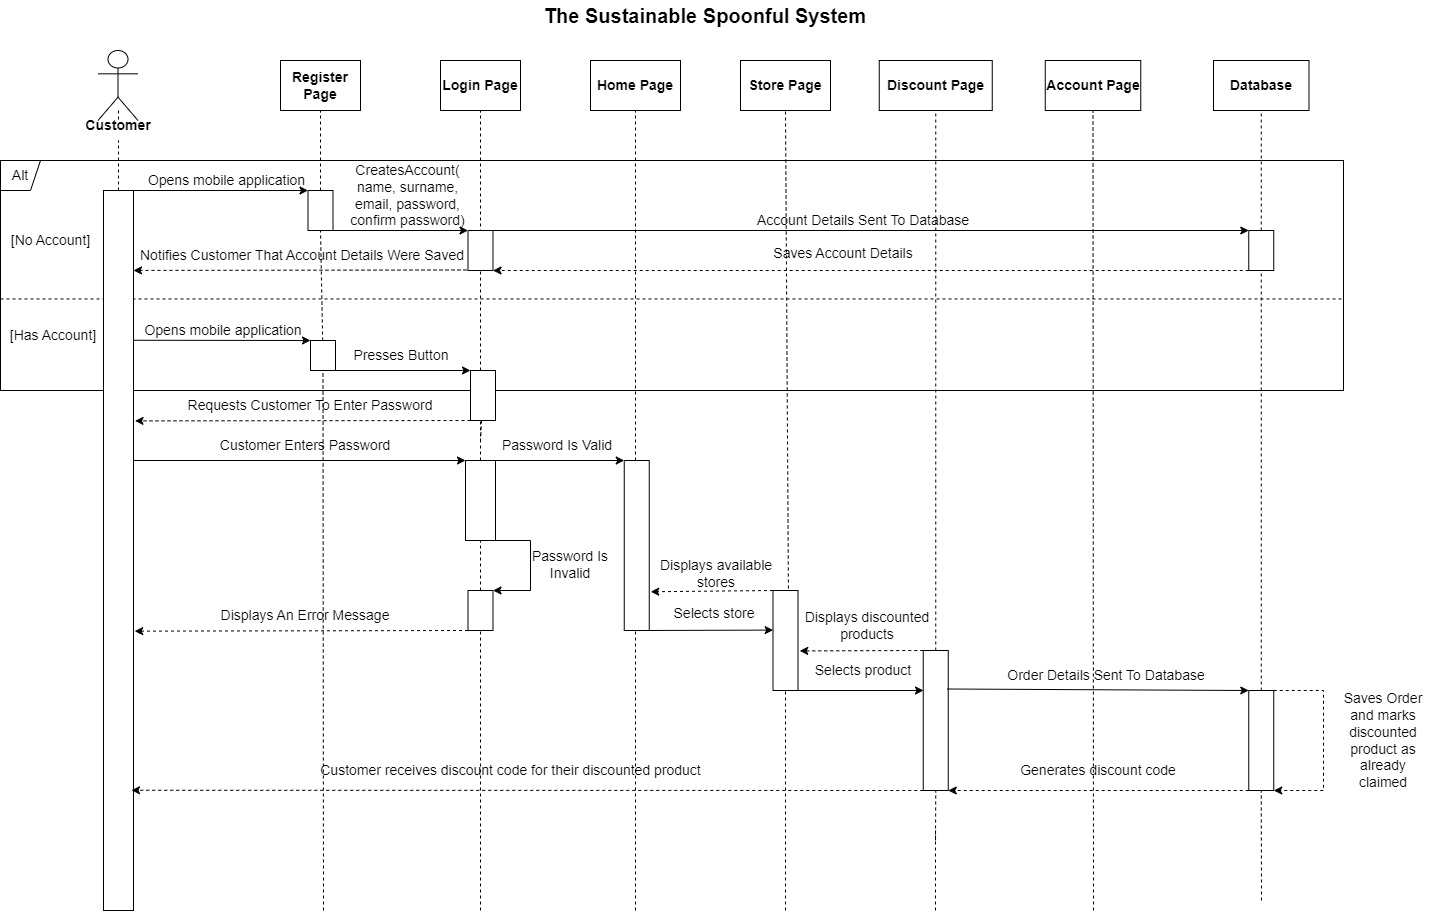 The Sustainable Spoonful System
Customer
Register
Page
Login Page
Home Page
Store Page
Discount Page
Account Page
Database
Alt
[No Account]
Opens mobile application
CreatesAccount(
name, surname,
email, password,
confirm password)
Account Details Sent To Database
Notifies Customer That Account Details Were Saved
Saves Account Details
[Has Account]
Opens mobile application
Presses Button
Requests Customer To Enter Password
Customer Enters Password
Password Is Valid
Password Is
Invalid
Displays available
stores
Displays An Error Message
Selects store
Displays discounted
products
Selects product
Order Details Sent To Database
Saves Order
and marks
discounted
product as
already
claimed
Customer receives discount code for their discounted product
Generates discount code